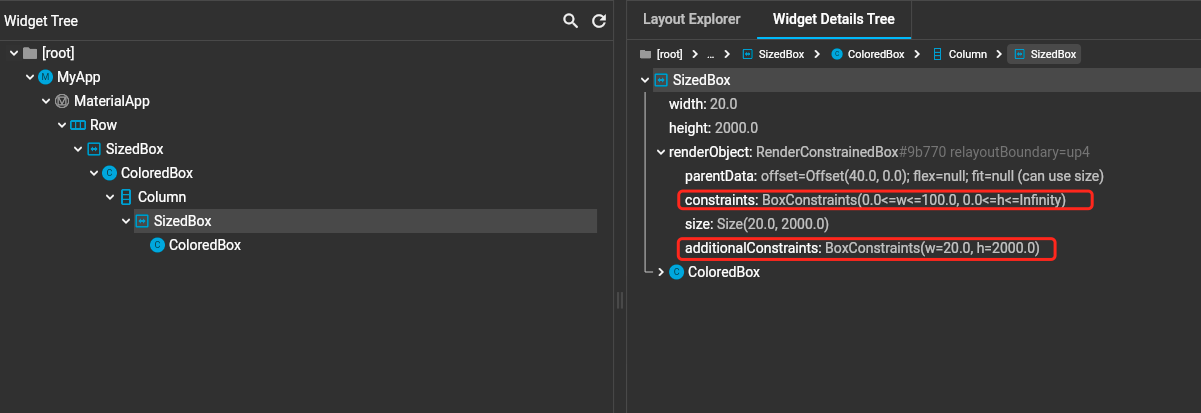 Widget Tree
[root]
MyApp
MaterialApp
Row
SizedBox
ColoredBox
Column
SizedBox
ColoredBox
Layout Explorer Widget Details Tree
[root] ... SizedBox ColoredBox Column SizedBox
SizedBox
width: 20.0
height: 2000.0
renderObject: RenderConstrainedBox#9b770 relayoutBoundary=up4
parentData: offset=Offset(40.0, 0.0); flex=null; fit=null (can use size)
constraints: BoxConstraints(0.0<=w<=100.0, 0.0<=h<=Infinity)
size: Size(20.0, 2000.0)
additionalConstraints: BoxConstraints(w=20.0, h=2000.0)
ColoredBox